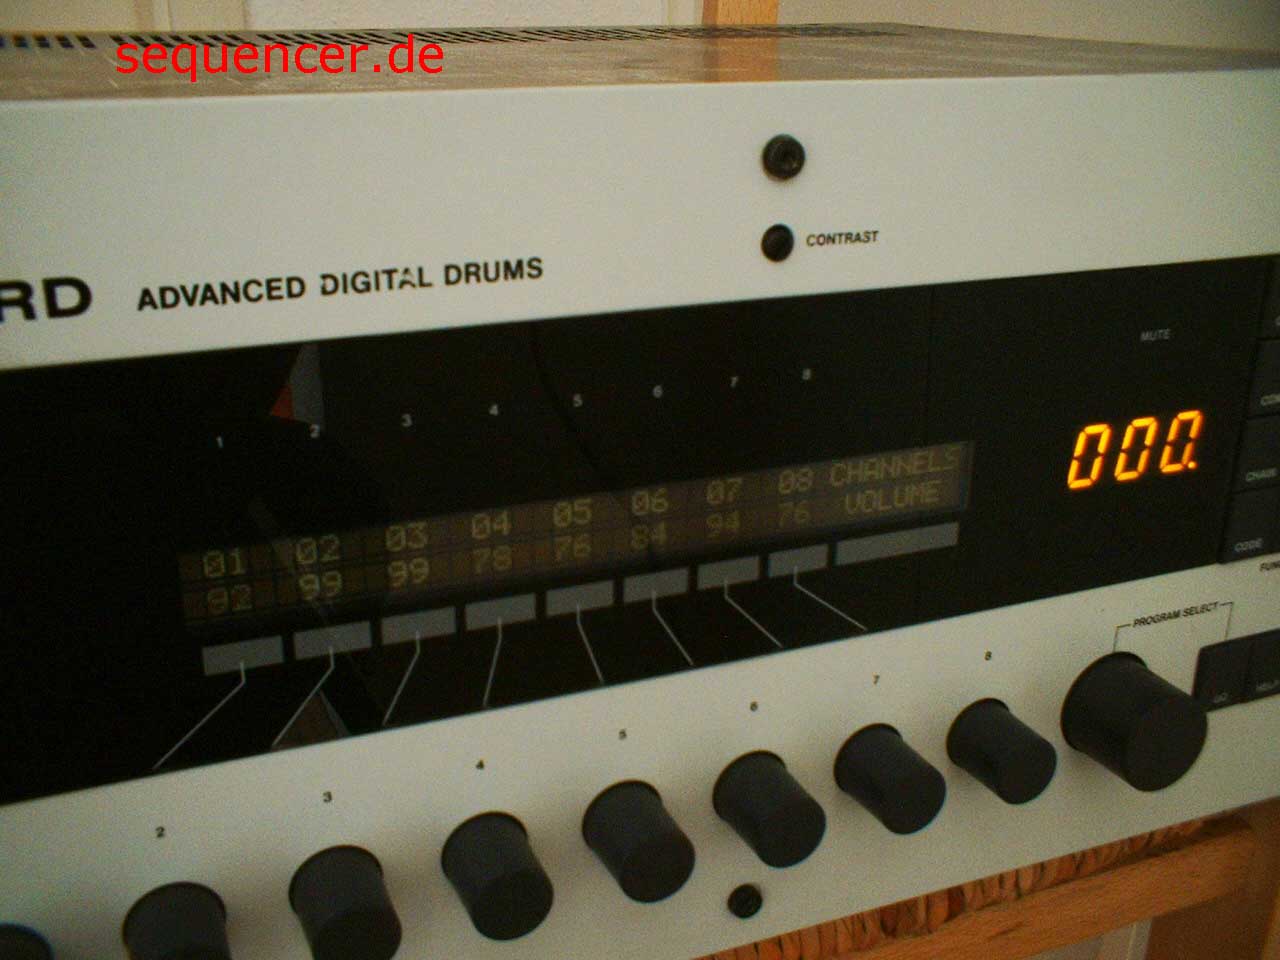 sequencer.de
CONTRAST
RD ADVANCED DIGITAL DRUMS
MUTE
1 2 3 4 5 6 7 8
000.
01 02 03 04 05 06 07 08 CHANNELS
92 99 99 78 76 84 94 76 VOLUME
CODE
PROGRAM SELECT
2 3 4 5 6 7 8